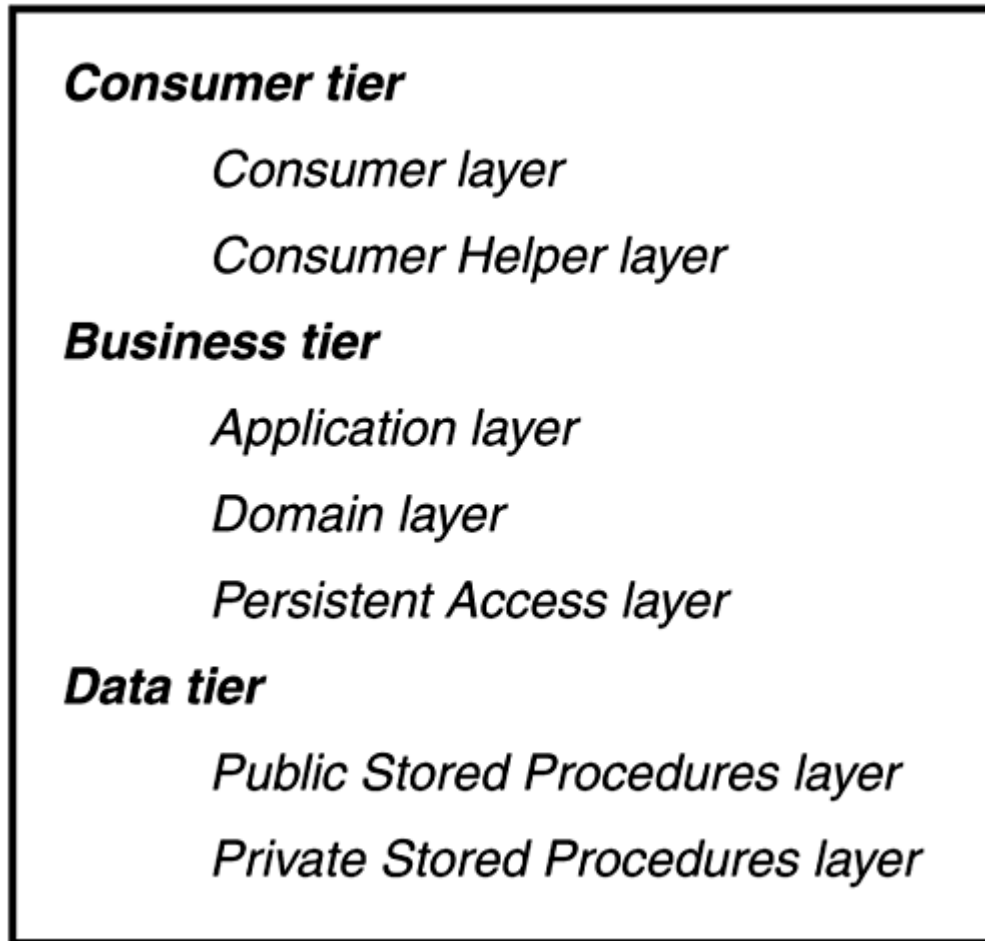 Consumer tier
Consumer layer
Consumer Helper layer
Business tier
Application layer
Domain layer
Persistent Access layer
Data tier
Public Stored Procedures layer
Private Stored Procedures layer